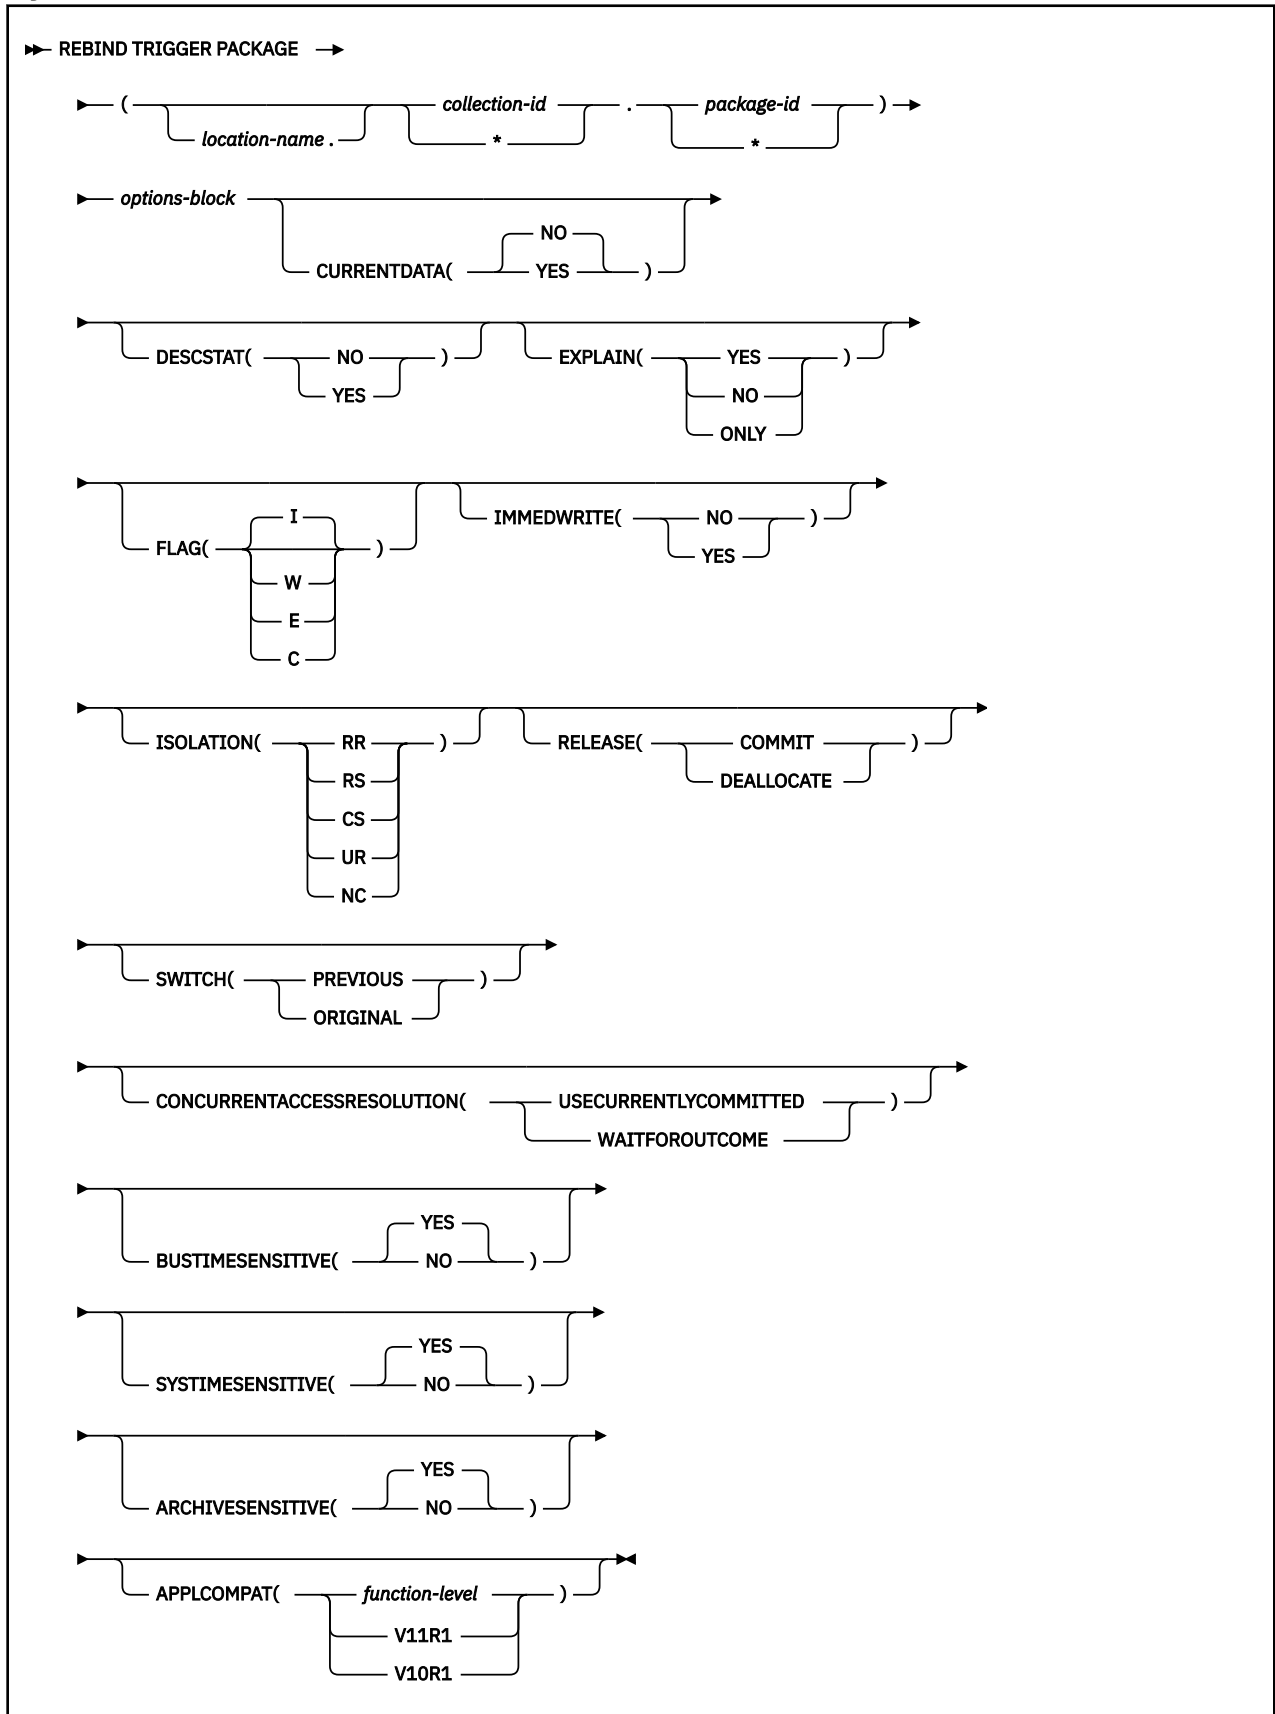 REBIND TRIGGER PACKAGE
( collection-id . package-id )
location-name . * *
options-block
NO
CURRENTDATA( YES )
DESCSTAT( NO ) EXPLAIN( YES )
YES NO
ONLY
I IMMEDWRITE( NO )
FLAG( ) YES
W
E
C
ISOLATION( RR ) RELEASE( COMMIT )
RS DEALLOCATE
CS
UR
NC
SWITCH( PREVIOUS )
ORIGINAL
CONCURRENTACCESSRESOLUTION( USECURRENTLYCOMMITTED )
WAITFOROUTCOME
YES
BUSTIMESENSITIVE( NO )
YES
SYSTIMESENSITIVE( NO )
YES
ARCHIVESENSITIVE( NO )
APPLCOMPAT( function-level )
V11R1
V10R1